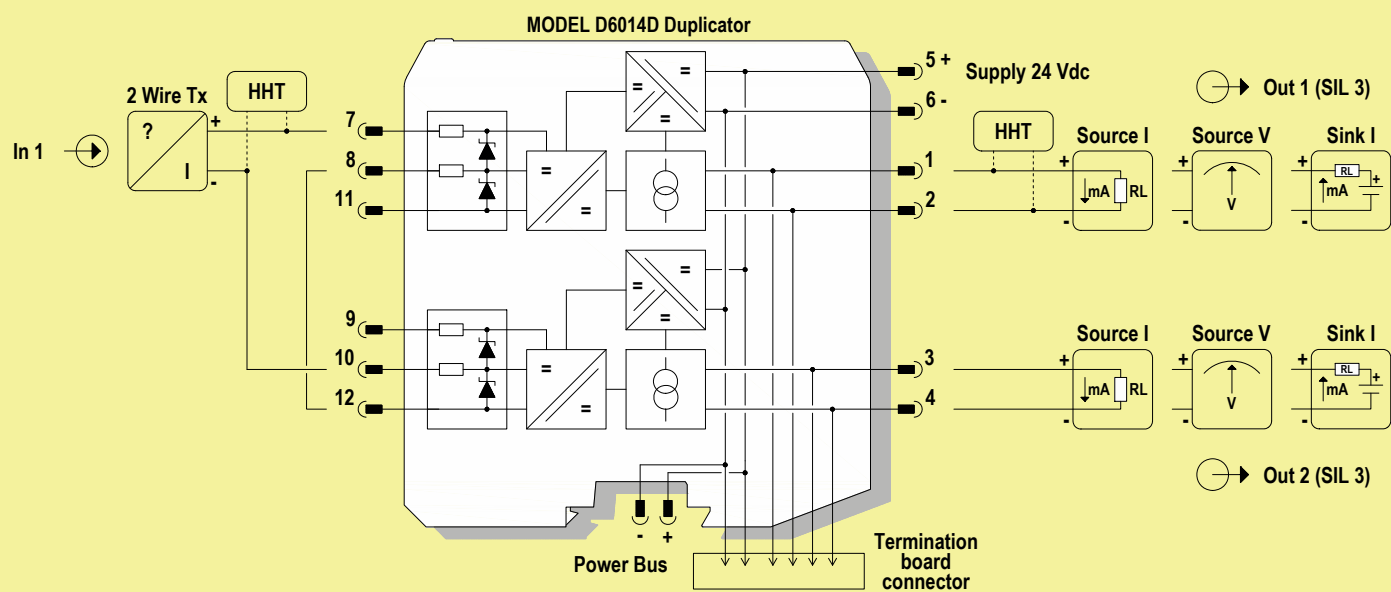 MODEL D6014D Duplicator
In 1
2 Wire Tx
?
I
+
-
HHT
7
8
11
9
10
12
=
=
=
=
=
=
=
=
=
=
5 +
Supply 24 Vdc
6 -
1
2
3
4
HHT
Out 1 (SIL 3)
Source I
+
mA
RL
-
Source V
+
V
-
Sink I
+
RL
mA
+
-
Source I
+
mA
RL
-
Source V
+
V
-
Sink I
+
RL
mA
+
-
Out 2 (SIL 3)
- +
Power Bus
Termination
board
connector